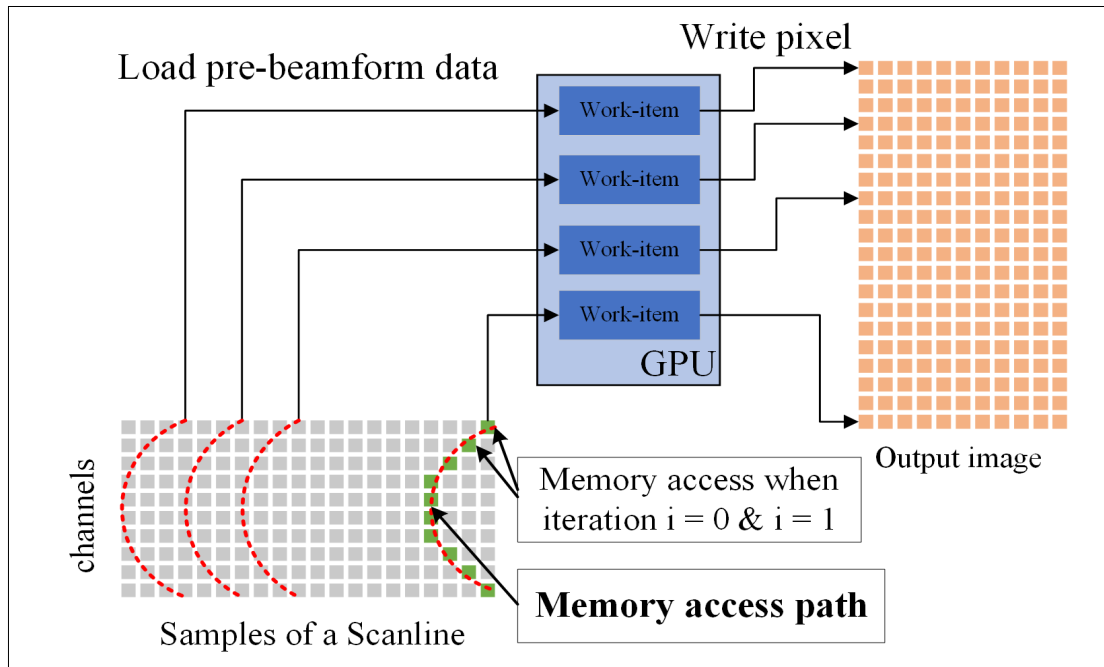 Write pixel
Load pre-beamform data
Work-item
Work-item
Work-item
Work-item
GPU
Output image
channels
Memory access when
iteration i = 0 & i = 1
Memory access path
Samples of a Scanline